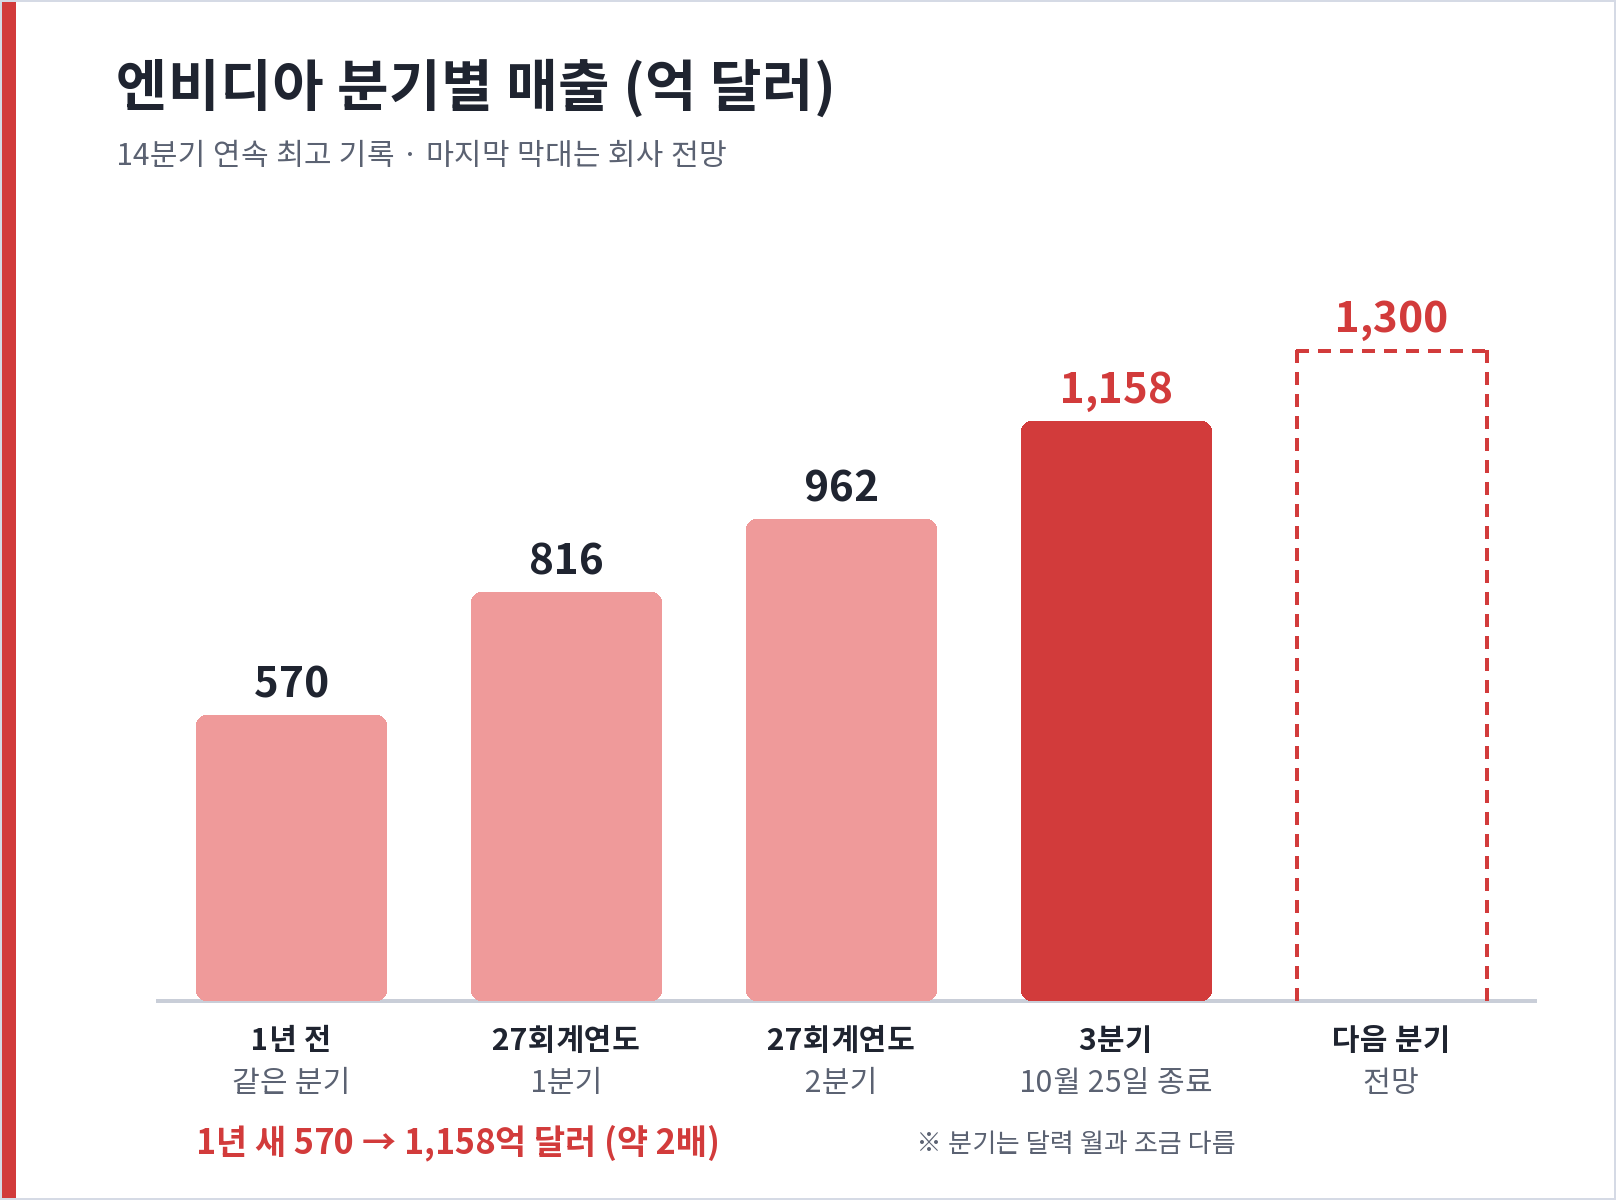 엔비디아 분기별 매출 (억 달러)
14분기 연속 최고 기록 · 마지막 막대는 회사 전망
570
816
962
1,158
1,300
1년 전
같은 분기
27회계연도
1분기
27회계연도
2분기
3분기
10월 25일 종료
다음 분기
전망
1년 새 570 → 1,158억 달러 (약 2배)
※ 분기는 달력 월과 조금 다름